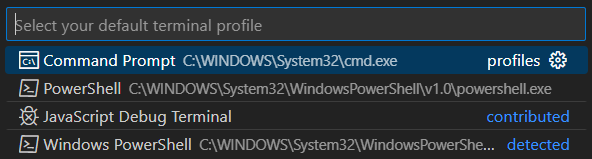 Select your default terminal profile
Command Prompt C:\WINDOWS\System32\cmd.exe profiles
PowerShell C:\WINDOWS\System32\WindowsPowerShell\v1.0\powershell.exe
JavaScript Debug Terminal contributed
Windows PowerShell C:\WINDOWS\System32\WindowsPowerShe... detected